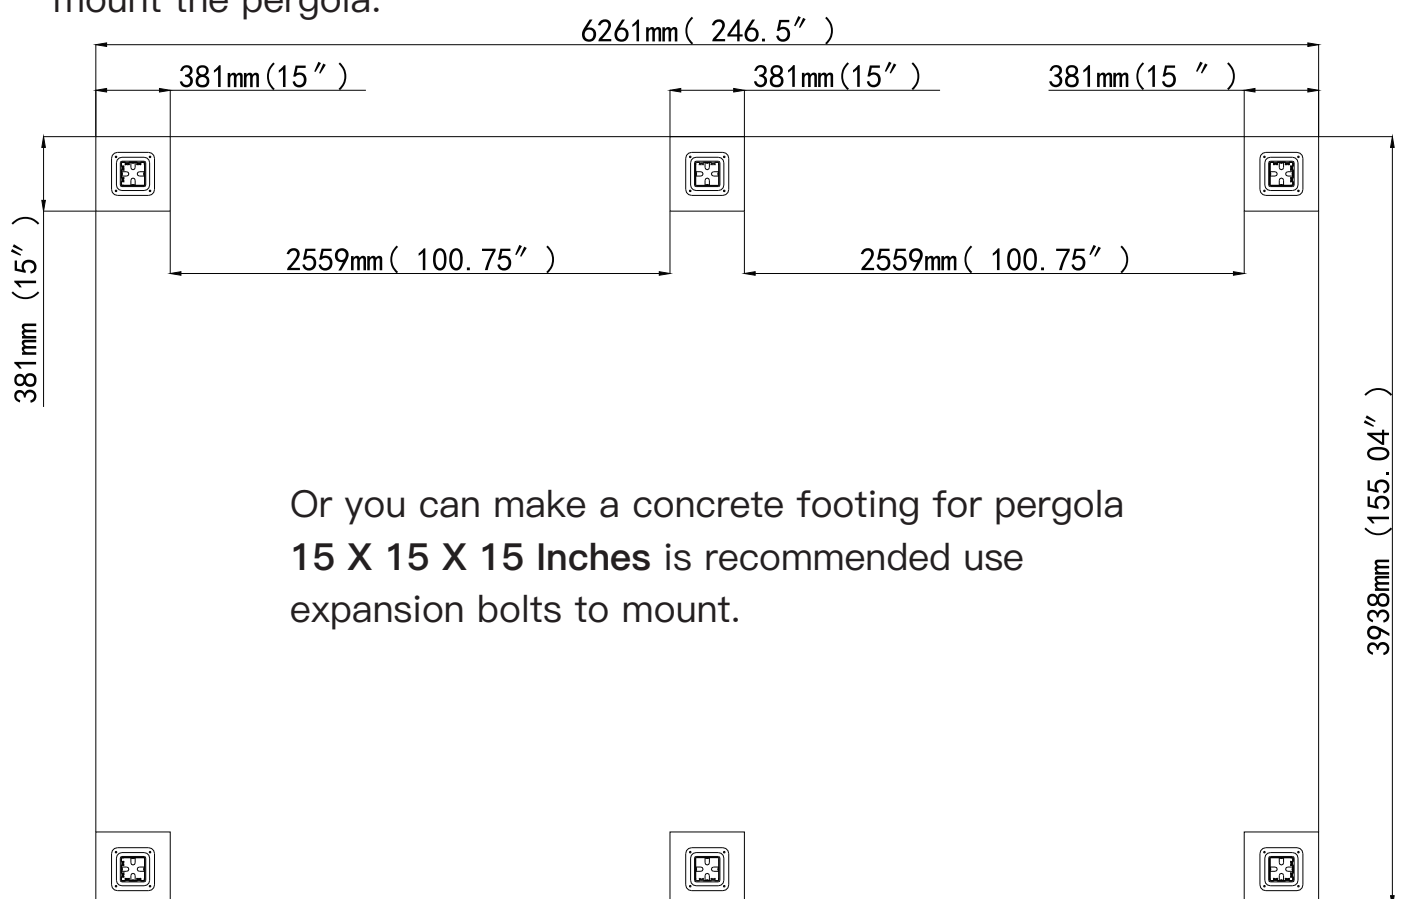 mount the pergola.
6261mm( 246.5″ )
381mm(15″ )
381mm(15″ )
381mm(15 ″ )
381mm (15″ )
2559mm( 100.75″ )
2559mm( 100.75″ )
3938mm (155.04″ )
Or you can make a concrete footing for pergola
15 X 15 X 15 Inches is recommended use
expansion bolts to mount.